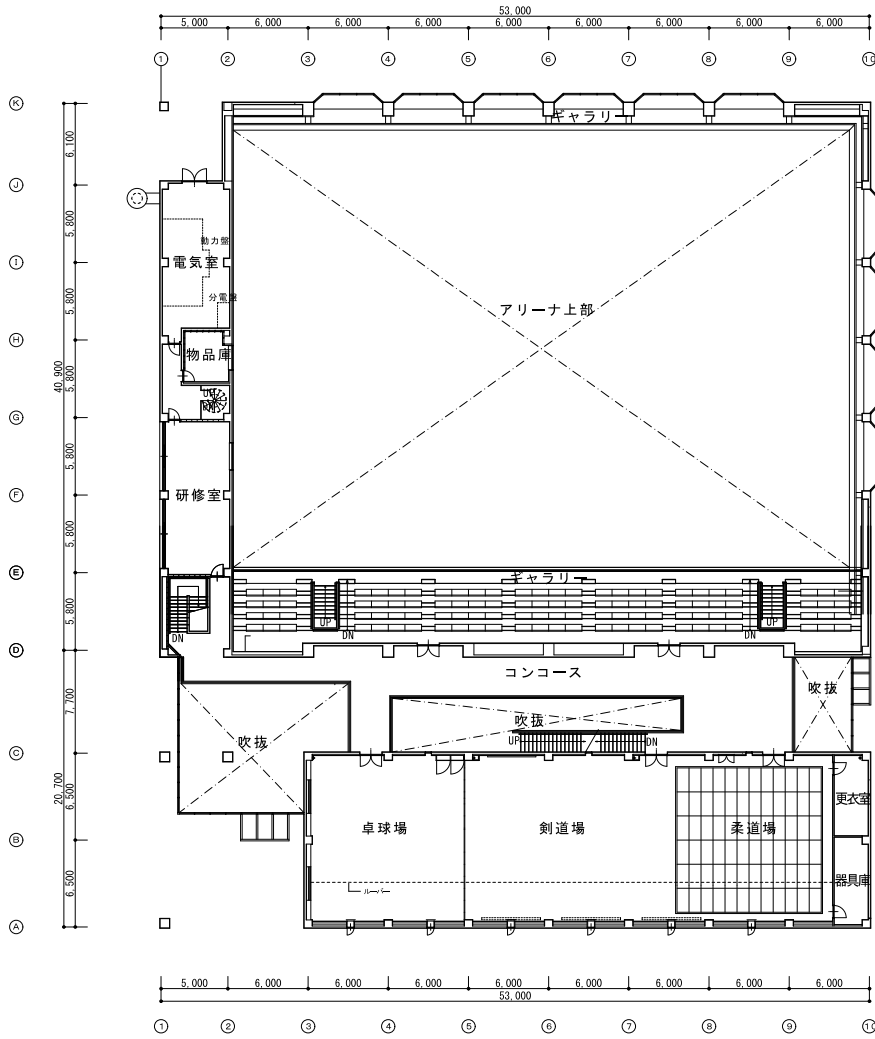 53,000
5,000 6,000 6,000 6,000 6,000 6,000 6,000 6,000 6,000
1 2 3 4 5 6 7 8 9 10
K
ギャラリー
6,100
J
5,800
動力盤
I
電気室
5,800
分電盤
アリーナ上部
H
物品庫
40,900
5,800
G
5,800
F
研修室
5,800
E
ギャラリー
5,800
UP
UP
DN
DN
DN
D
コンコース
7,700
吹抜
吹抜
吹抜
UP
DN
C
20,700
6,500
更衣室
卓球場
剣道場
柔道場
B
器具庫
6,500
ルーバー
A
5,000 6,000 6,000 6,000 6,000 6,000 6,000 6,000 6,000
53,000
1 2 3 4 5 6 7 8 9 10